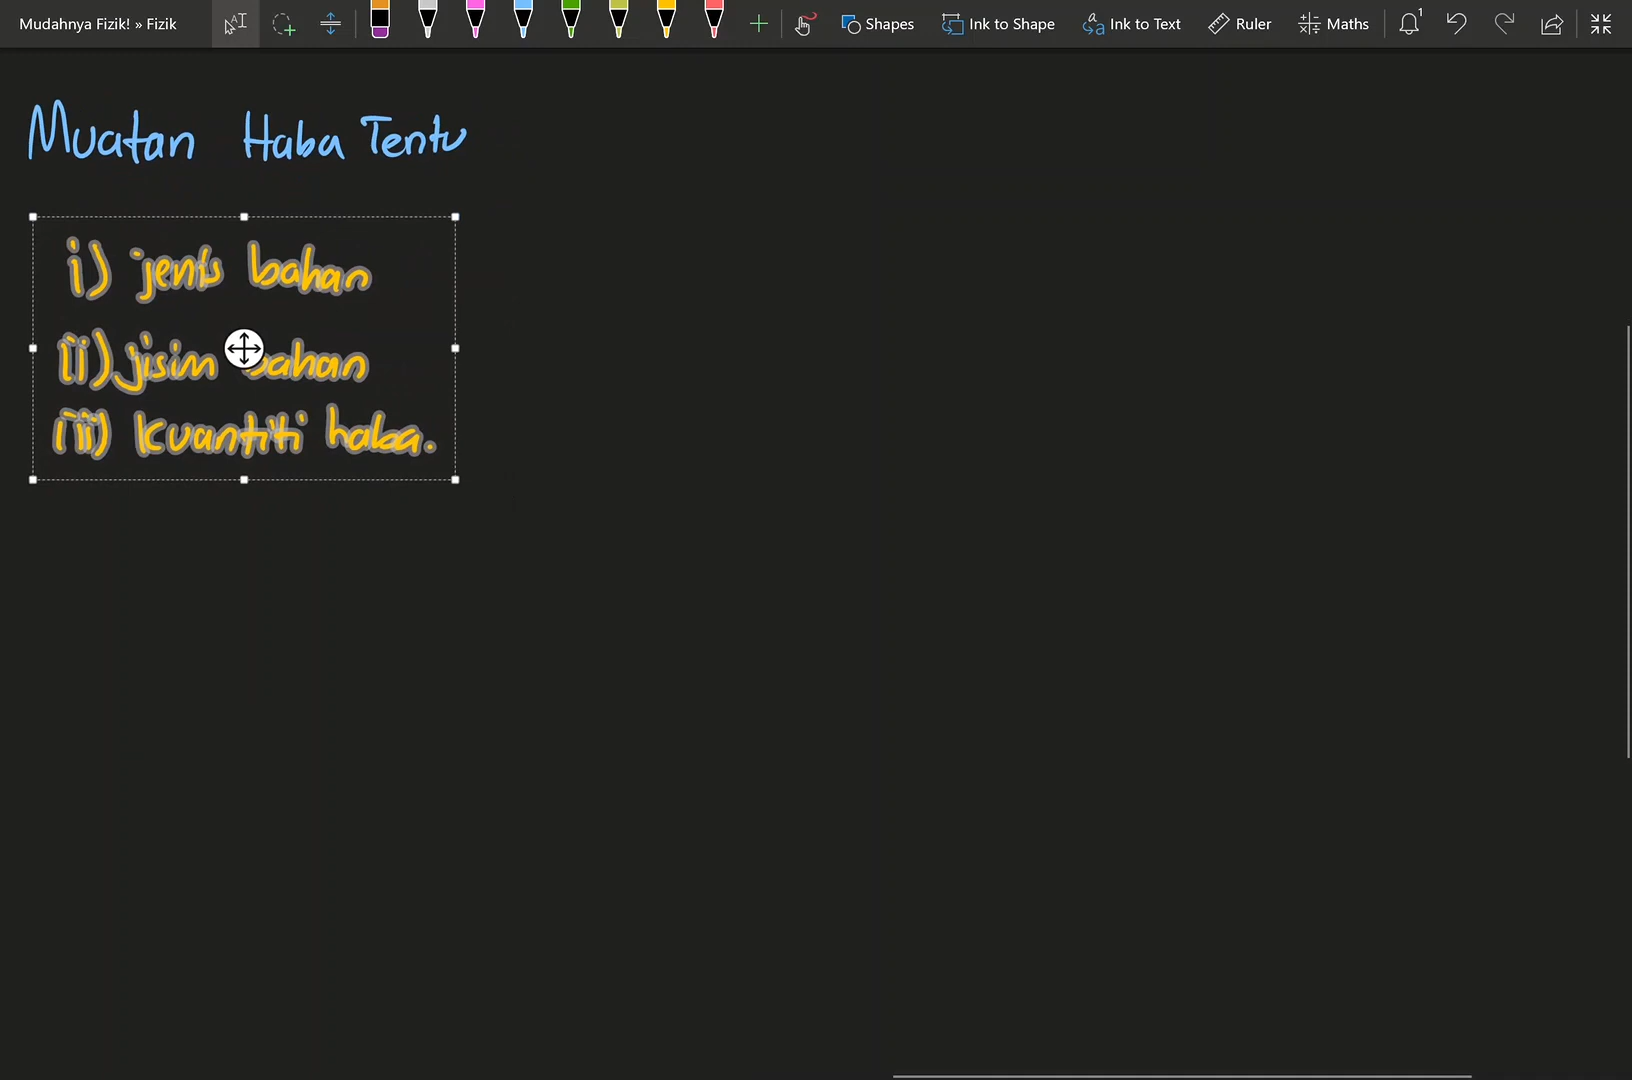 Mudahnya Fizik! » Fizik
Shapes
Ink to Shape
Ink to Text
Ruler
Maths
1
Muatan Haba Tentu
i) jenis bahan
ii) jisim bahan
iii) kuantiti haba.